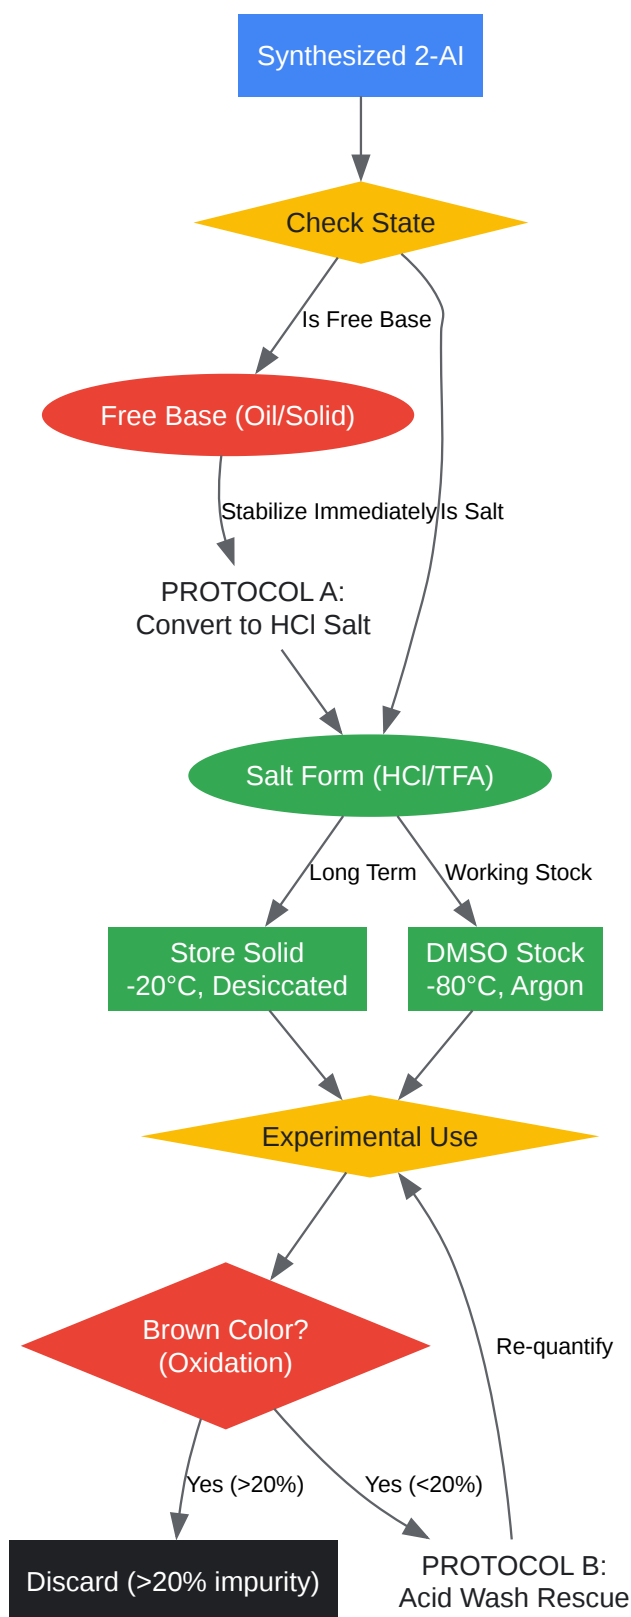 Synthesized 2-AI
Check State
Is Free Base
Free Base (Oil/Solid)
Stabilize Immediately
Is Salt
PROTOCOL A:
Convert to HCl Salt
Salt Form (HCl/TFA)
Long Term
Working Stock
Store Solid
-20°C, Desiccated
DMSO Stock
-80°C, Argon
Experimental Use
Brown Color?
(Oxidation)
Re-quantify
Yes (>20%)
Yes (<20%)
Discard (>20% impurity)
PROTOCOL B:
Acid Wash Rescue